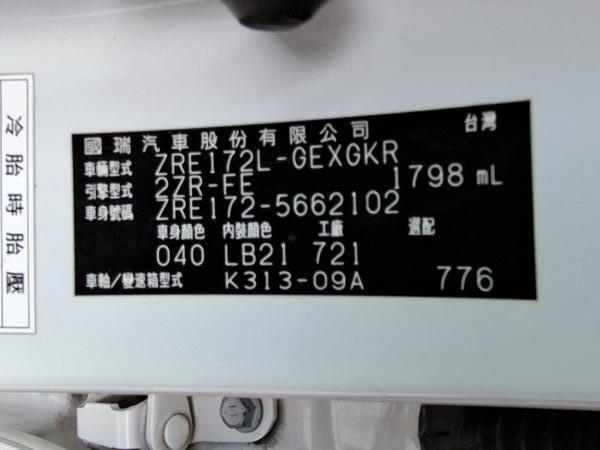 國瑞汽車股份有限公司 台灣
車輛型式 ZRE172L-GEXGKR
引擎型式 2ZR-FE 1798 mL
車身號碼 ZRE172-5662102
車身顏色 內裝顏色 工廠 選配
040 LB21 721
車軸/變速箱型式 K313-09A 776
冷胎時胎壓